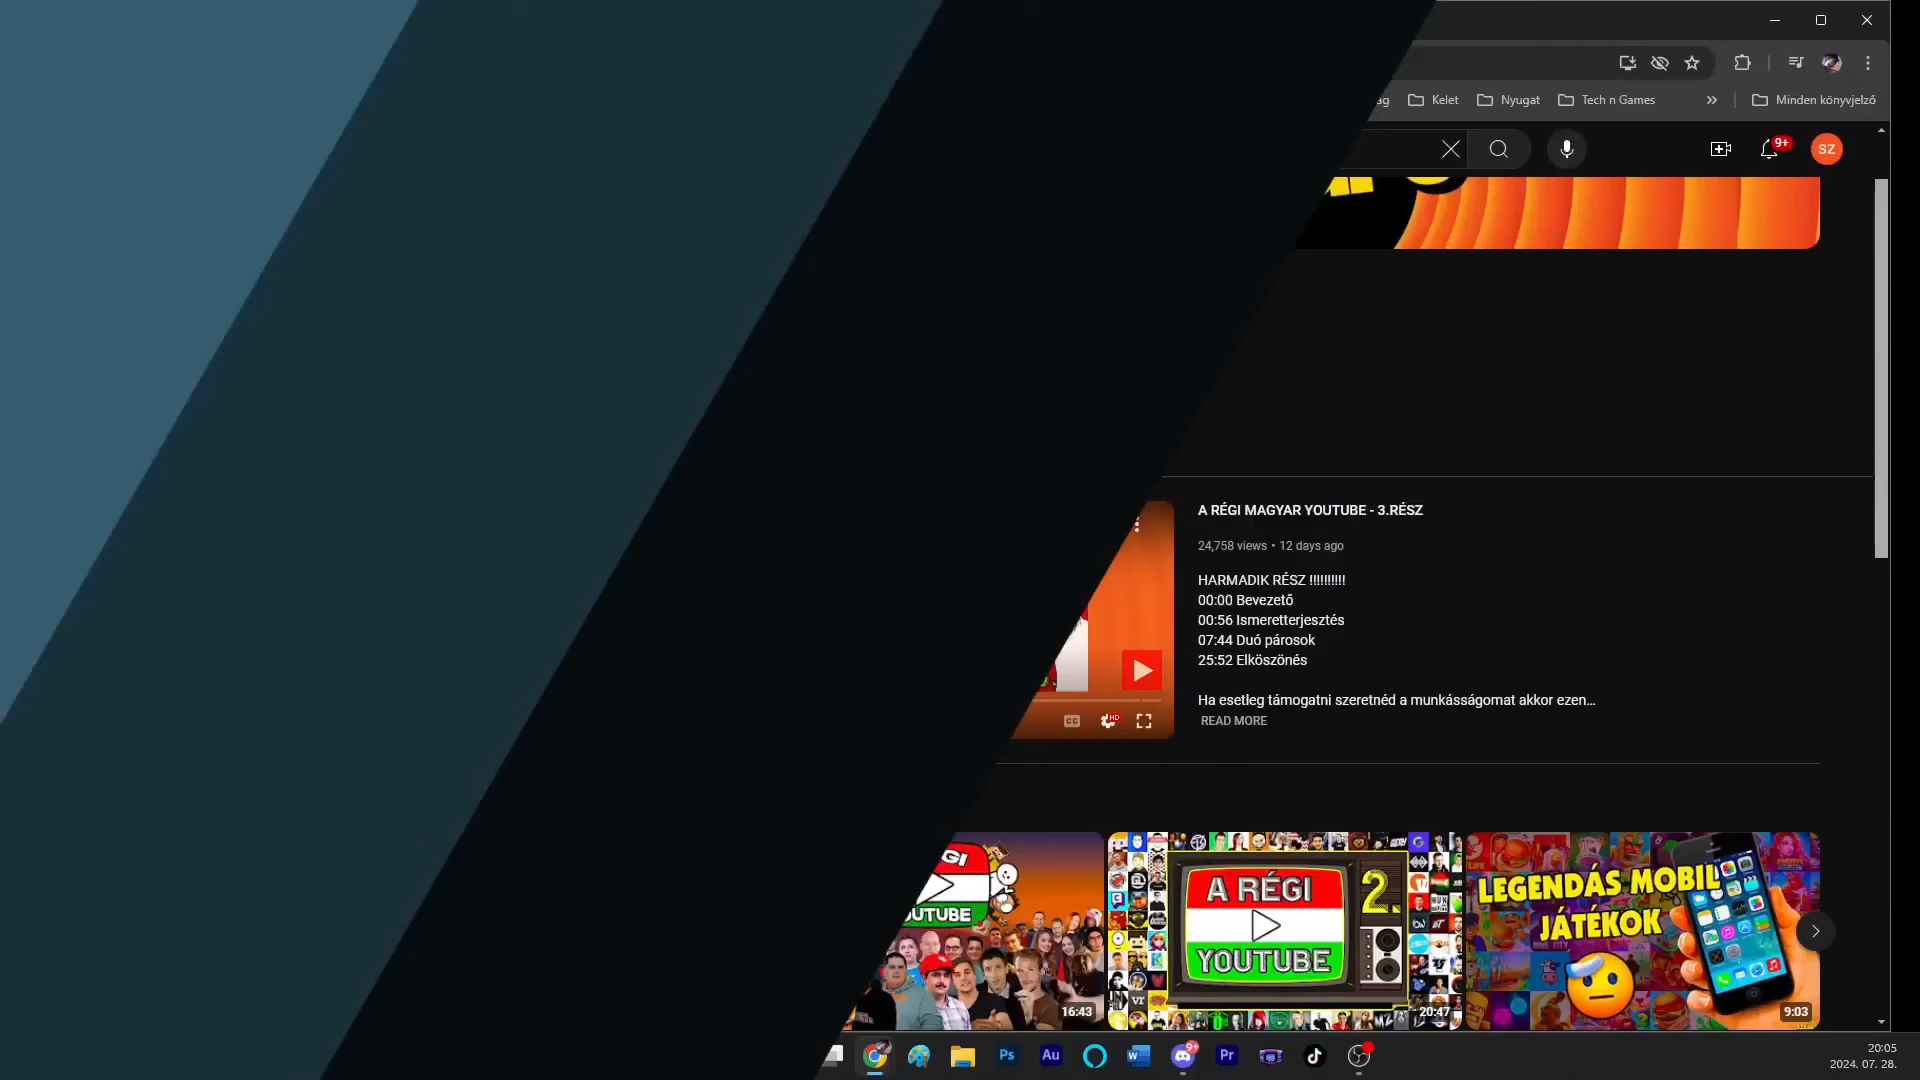 Kelet
Nyugat
Tech n Games
Minden könyvjelző
9+
SZ
A RÉGI MAGYAR YOUTUBE - 3.RÉSZ
24,758 views • 12 days ago
HARMADIK RÉSZ !!!!!!!!!!
00:00 Bevezető
00:56 Ismeretterjesztés
07:44 Duó párosok
25:52 Elköszönés
Ha esetleg támogatni szeretnéd a munkásságomat akkor ezen...
READ MORE
CC
HD
16:43
A RÉGI
YOUTUBE
2.
20:47
LEGENDÁS MOBIL
JÁTÉKOK
9:03
Ps
Au
W
9+
Pr
20:05
2024. 07. 28.